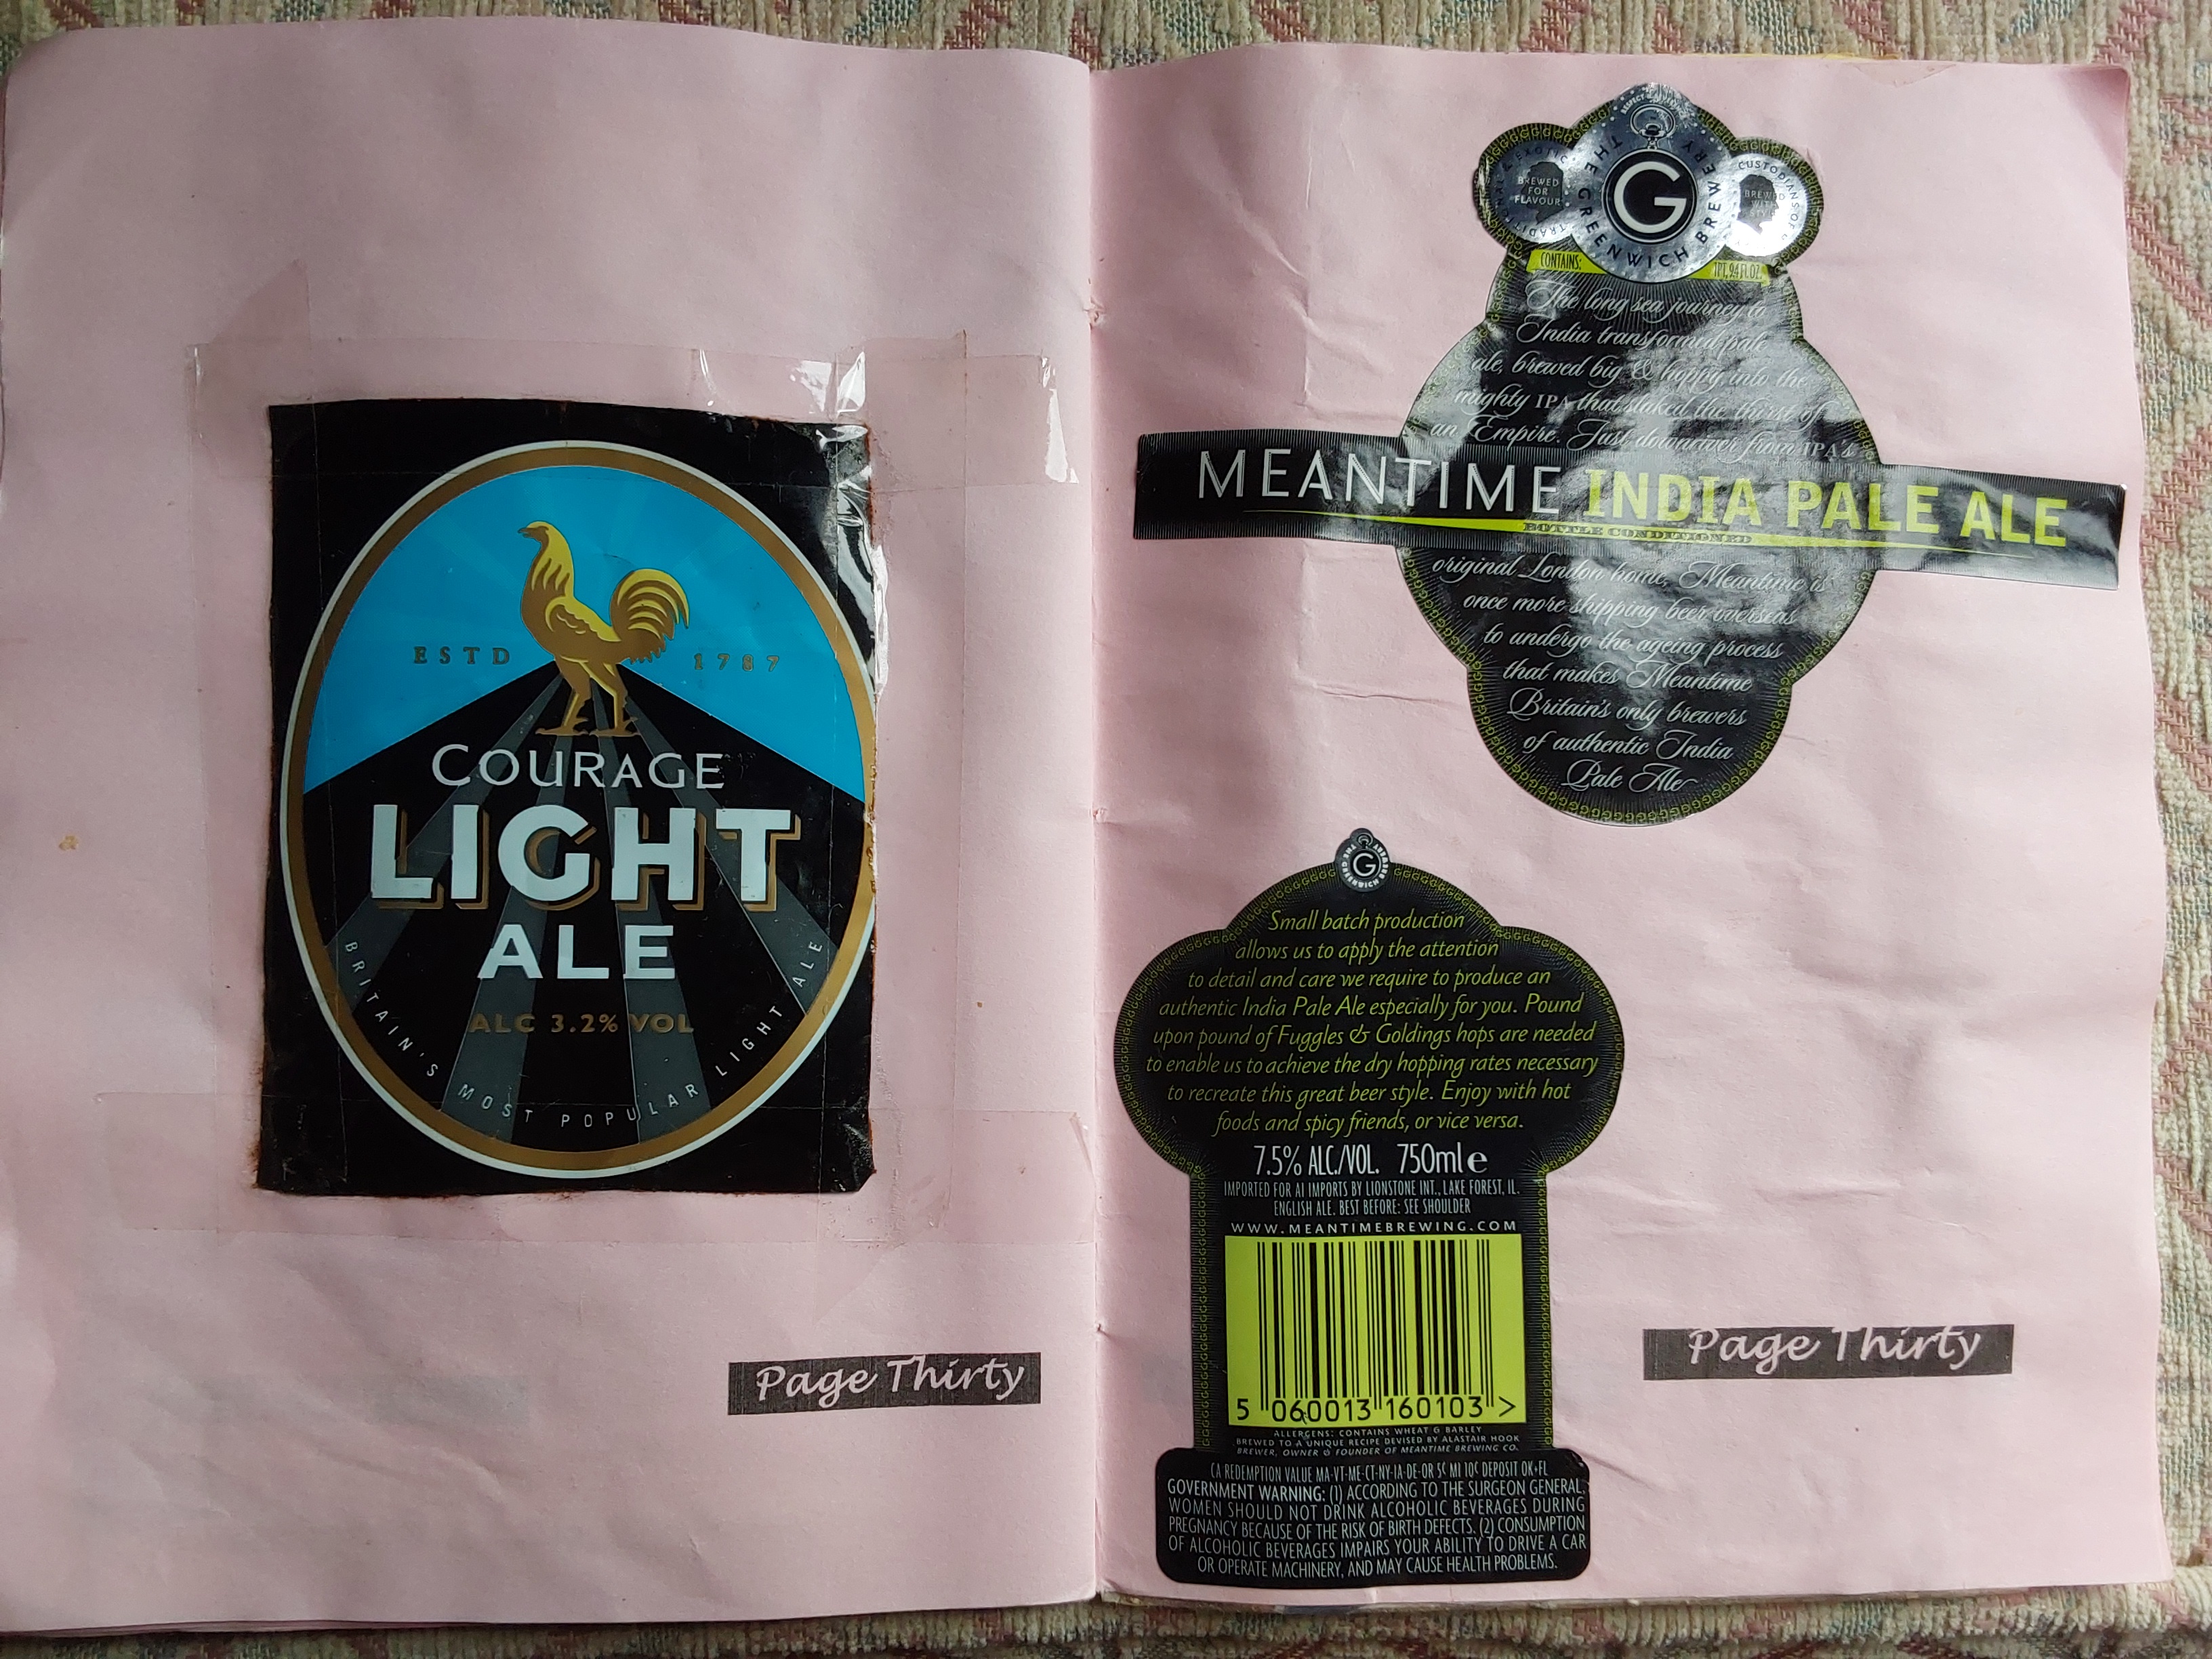 ESTD 1787
COURAGE
LIGHT
ALE
ALC 3.2% VOL
BRITAIN'S MOST POPULAR LIGHT ALE
Page Thirty
THE GREENWICH BREWERY
G
BREWED
FOR
FLAVOUR
TRADITIONAL & EXOTIC
CUSTODIANS OF
BREWED
WITH
CONTAINS: 1PT, 9.4 FL OZ.
The long sea journey to
India transformed pale
ale, brewed big & hoppy, into the
mighty IPA that slaked the thirst of
an Empire. Just downriver from IPA's
MEANTIME INDIA PALE ALE
BOTTLE CONDITIONED
original London home, Meantime is
once more shipping beer overseas
to undergo the ageing process
that makes Meantime
Britain's only brewers
of authentic India
Pale Ale
THE GREENWICH BREWERY
G
Small batch production
allows us to apply the attention
to detail and care we require to produce an
authentic India Pale Ale especially for you. Pound
upon pound of Fuggles & Goldings hops are needed
to enable us to achieve the dry hopping rates necessary
to recreate this great beer style. Enjoy with hot
foods and spicy friends, or vice versa.
7.5% ALC./VOL. 750ml e
IMPORTED FOR AI IMPORTS BY LIONSTONE INT., LAKE FOREST, IL.
ENGLISH ALE. BEST BEFORE: SEE SHOULDER
WWW.MEANTIMEBREWING.COM
5 060013 160103 >
ALLERGENS: CONTAINS WHEAT & BARLEY
BREWED TO A UNIQUE RECIPE DEVISED BY ALASTAIR HOOK
BREWER, OWNER & FOUNDER OF MEANTIME BREWING CO.
CA REDEMPTION VALUE MA-VT-ME-CT-NY-IA-DE-OR 5¢ MI 10¢ DEPOSIT OK+FL
GOVERNMENT WARNING: (1) ACCORDING TO THE SURGEON GENERAL,
WOMEN SHOULD NOT DRINK ALCOHOLIC BEVERAGES DURING
PREGNANCY BECAUSE OF THE RISK OF BIRTH DEFECTS. (2) CONSUMPTION
OF ALCOHOLIC BEVERAGES IMPAIRS YOUR ABILITY TO DRIVE A CAR
OR OPERATE MACHINERY, AND MAY CAUSE HEALTH PROBLEMS.
Page Thirty